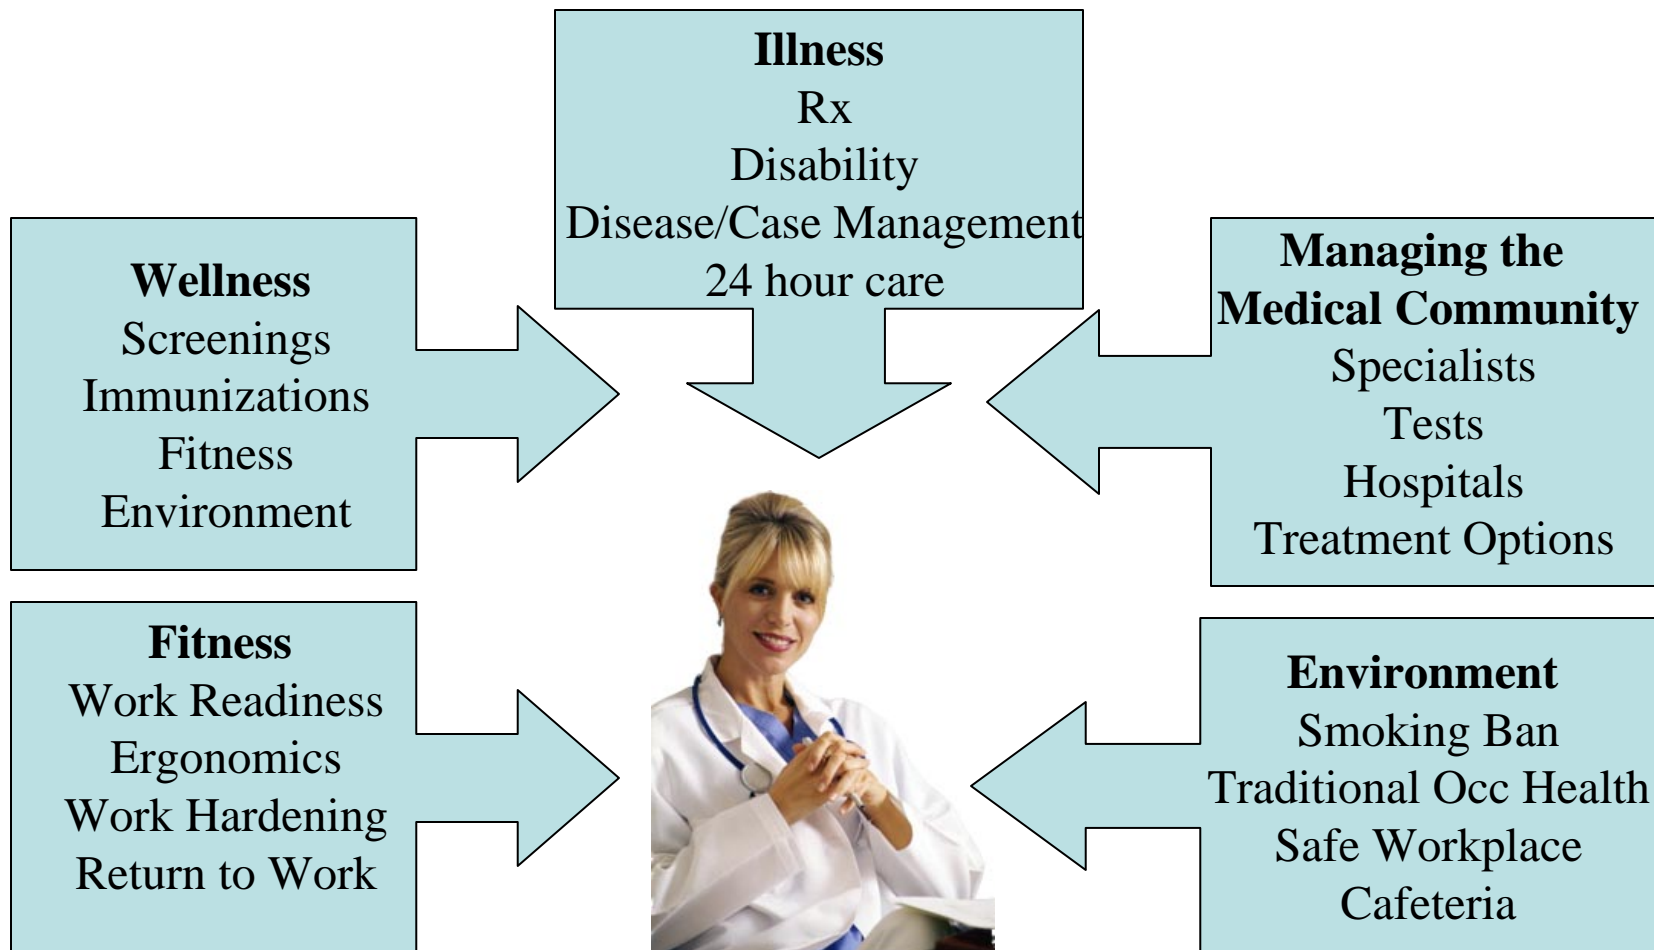 Illness
Rx
Disability
Disease/Case Management
24 hour care
Wellness
Screenings
Immunizations
Fitness
Environment
Managing the
Medical Community
Specialists
Tests
Hospitals
Treatment Options
Fitness
Work Readiness
Ergonomics
Work Hardening
Return to Work
Environment
Smoking Ban
Traditional Occ Health
Safe Workplace
Cafeteria